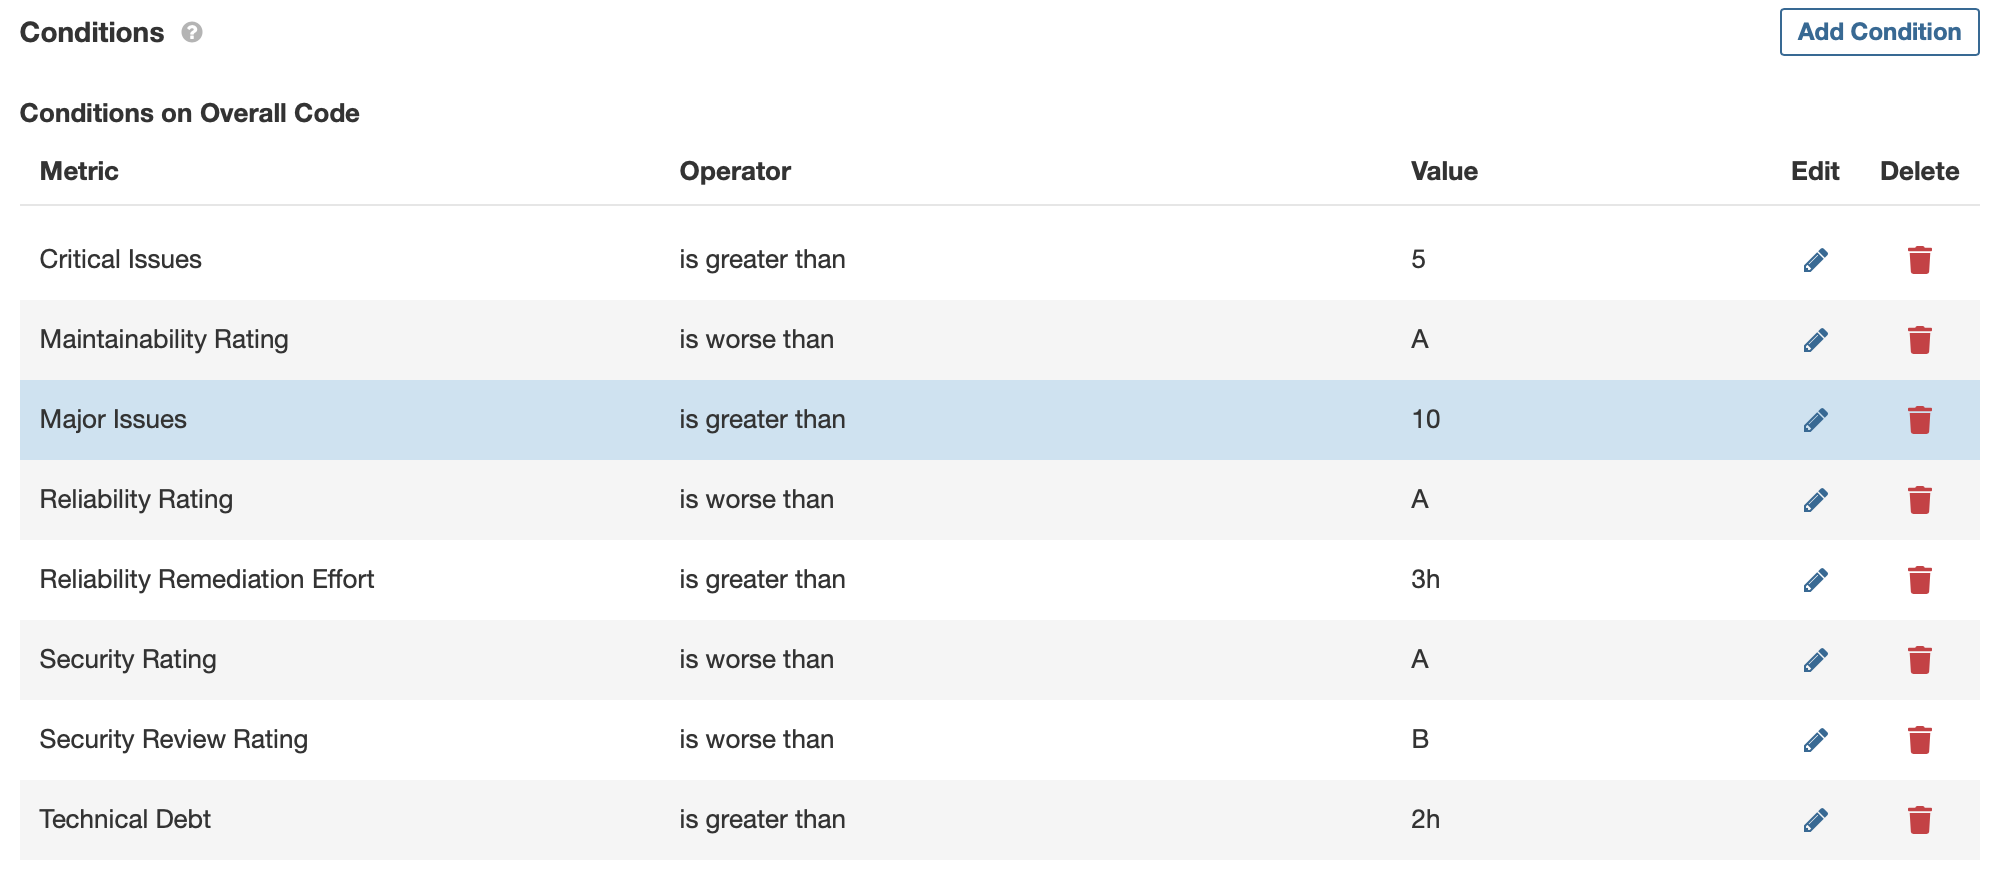 Conditions ?
Add Condition
Conditions on Overall Code
Metric Operator Value Edit Delete
Critical Issues is greater than 5
Maintainability Rating is worse than A
Major Issues is greater than 10
Reliability Rating is worse than A
Reliability Remediation Effort is greater than 3h
Security Rating is worse than A
Security Review Rating is worse than B
Technical Debt is greater than 2h